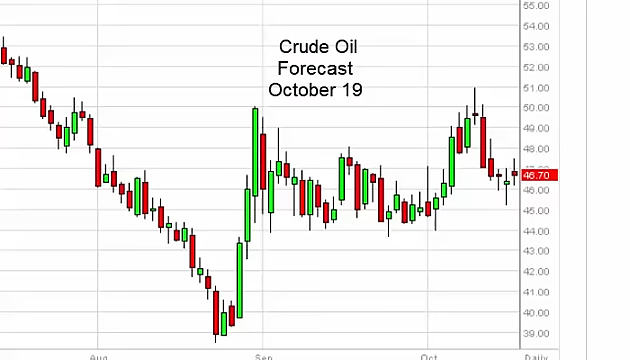 Crude Oil
Forecast
October 19
55.00
54.00
53.00
52.00
51.00
50.00
49.00
48.00
46.70
46.00
45.00
44.00
43.00
42.00
41.00
40.00
39.00
Aug
Sep
Oct
Daily